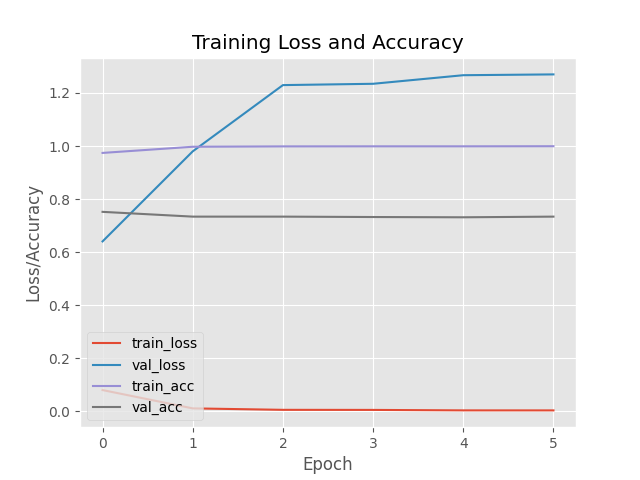 Training Loss and Accuracy
Loss/Accuracy
1.2
1.0
0.8
0.6
0.4
0.2
0.0
train_loss
val_loss
train_acc
val_acc
0 1 2 3 4 5
Epoch